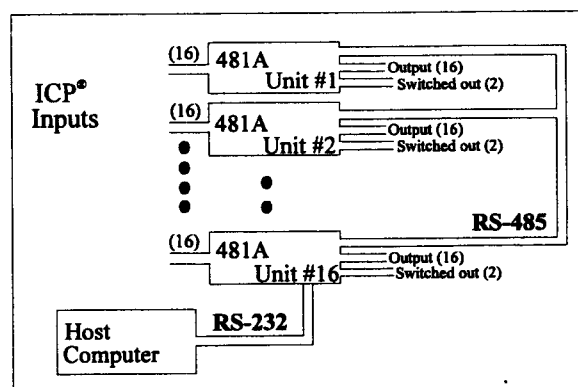 (16)
481A
Unit #1
Output (16)
Switched out (2)
ICP®
Inputs
(16)
481A
Unit #2
Output (16)
Switched out (2)
RS-485
(16)
481A
Unit #16
Output (16)
Switched out (2)
RS-232
Host
Computer